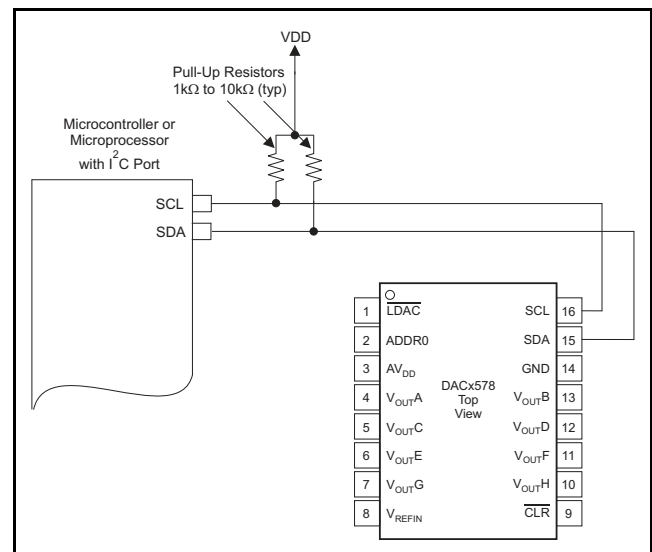 VDD
Pull-Up Resistors
1kΩ to 10kΩ (typ)
Microcontroller or
Microprocessor
with I²C Port
SCL
SDA
1 LDAC
2 ADDR0
3 AVDD
4 VOUTA
5 VOUTC
6 VOUTE
7 VOUTG
8 VREFIN
DACx578
Top
View
SCL 16
SDA 15
GND 14
VOUTB 13
VOUTD 12
VOUTF 11
VOUTH 10
CLR 9